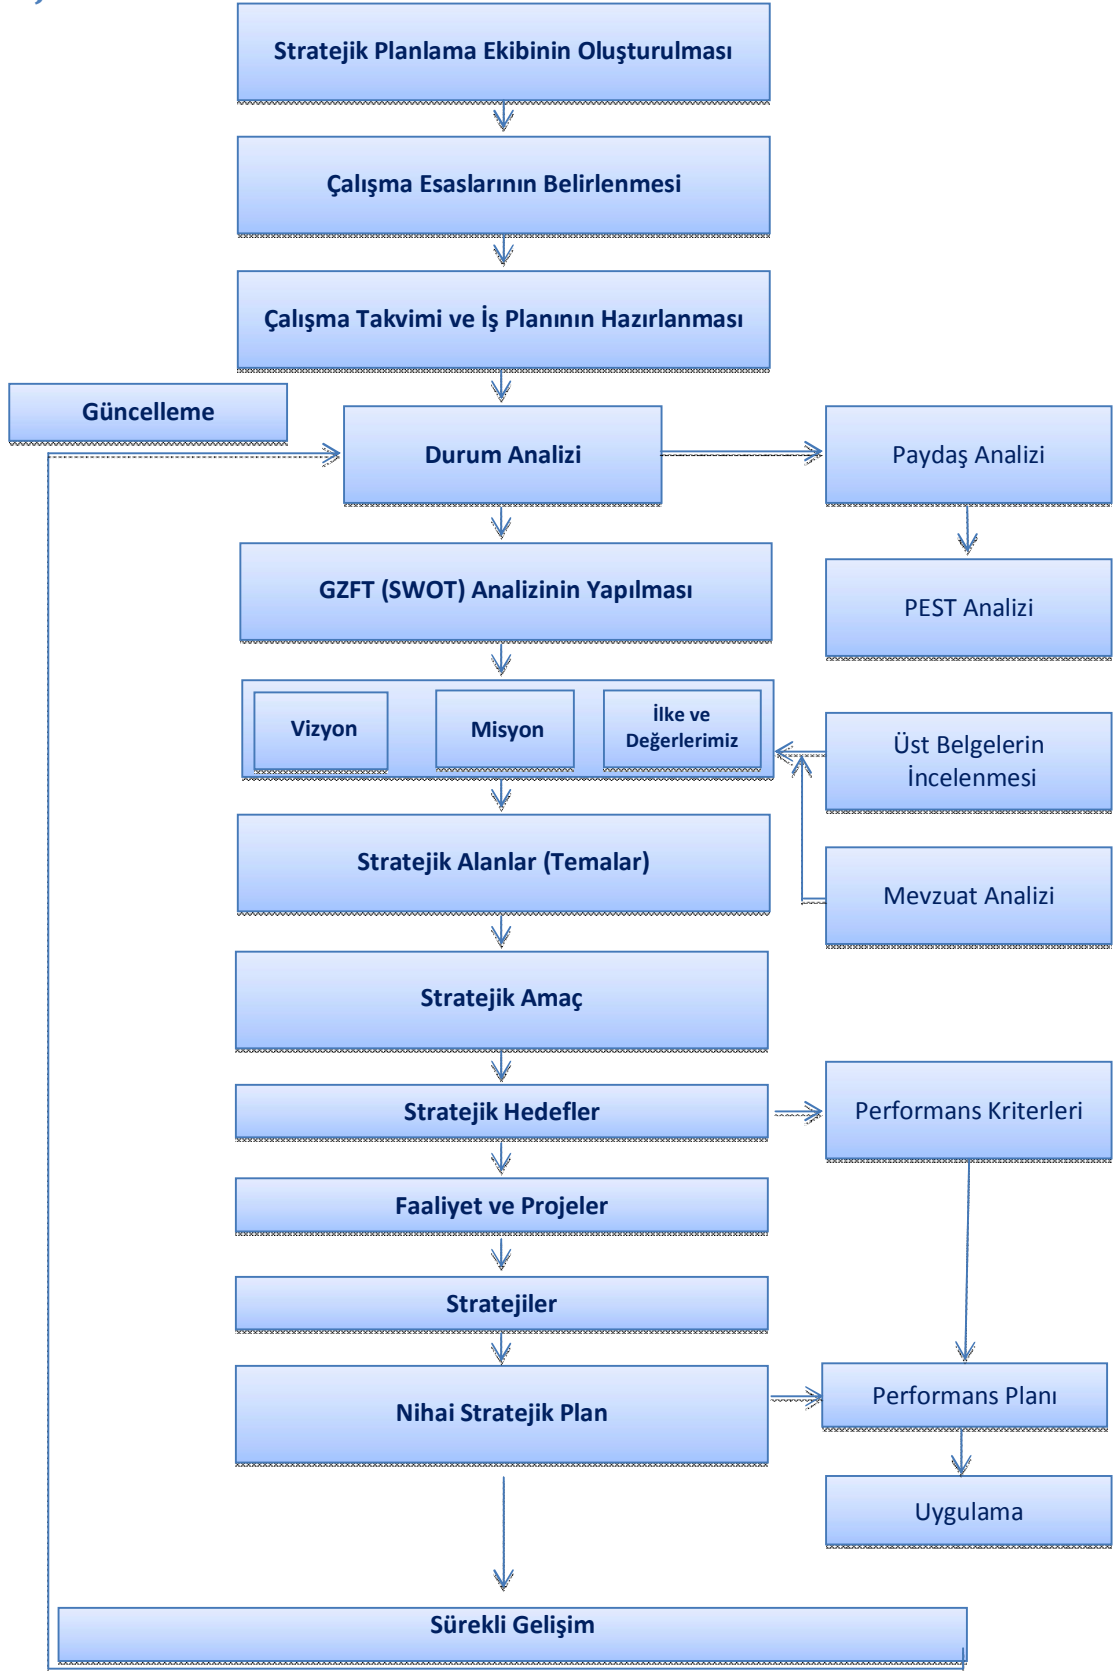 Stratejik Planlama Ekibinin Oluşturulması
Çalışma Esaslarının Belirlenmesi
Çalışma Takvimi ve İş Planının Hazırlanması
Güncelleme
Durum Analizi
Paydaş Analizi
GZFT (SWOT) Analizinin Yapılması
PEST Analizi
Vizyon
Misyon
İlke ve
Değerlerimiz
Üst Belgelerin
İncelenmesi
Stratejik Alanlar (Temalar)
Mevzuat Analizi
Stratejik Amaç
Stratejik Hedefler
Performans Kriterleri
Faaliyet ve Projeler
Stratejiler
Nihai Stratejik Plan
Performans Planı
Uygulama
Sürekli Gelişim